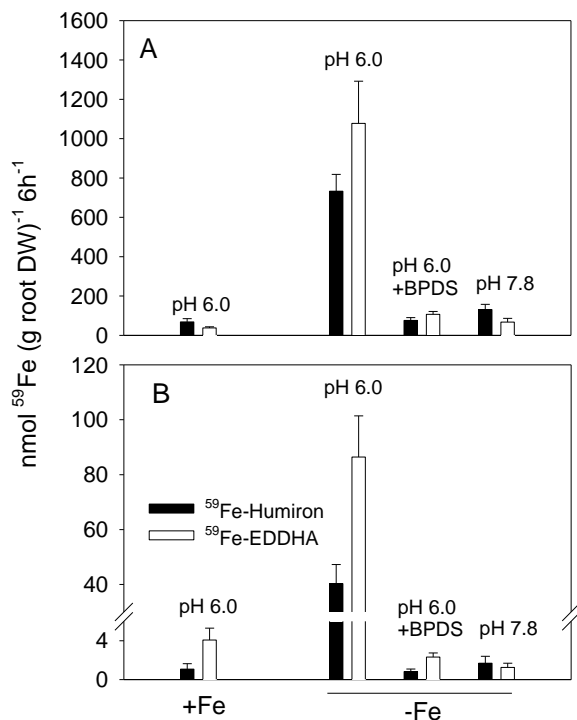 nmol ⁵⁹Fe (g root DW)⁻¹ 6h⁻¹
1600
1400
1200
1000
800
600
400
200
0
A
pH 6.0
pH 6.0
pH 6.0
+BPDS
pH 7.8
120
100
80
60
40
4
2
0
B
pH 6.0
⁵⁹Fe-Humiron
⁵⁹Fe-EDDHA
pH 6.0
pH 6.0
+BPDS
pH 7.8
+Fe
-Fe